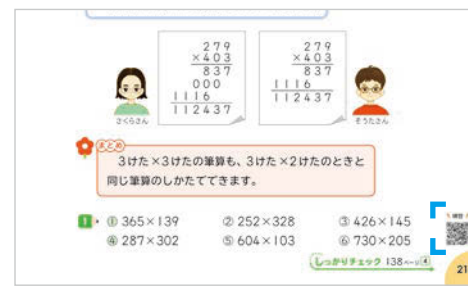 279
×403
837
000
1116
112437
さくらさん
279
×403
837
1116
112437
そうたさん
まとめ
3けた×3けたの筆算も、3けた×2けたのときと
同じ筆算のしかたでできます。
1 ① 365×139 ② 252×328 ③ 426×145
④ 287×302 ⑤ 604×103 ⑥ 730×205
しっかりチェック 138ページ 4
練習
21